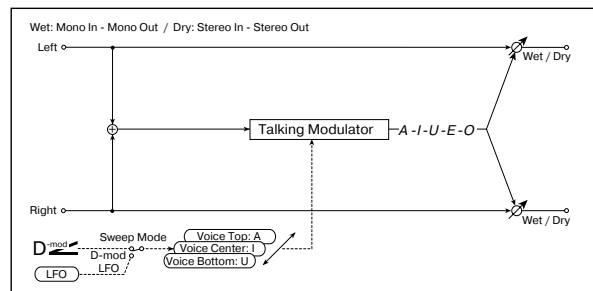 Wet: Mono In - Mono Out / Dry: Stereo In - Stereo Out
Left
Wet / Dry
Talking Modulator
A-I-U-E-O
Right
Wet / Dry
D-mod
Sweep Mode
D-mod
LFO
LFO
Voice Top: A
Voice Center: I
Voice Bottom: U